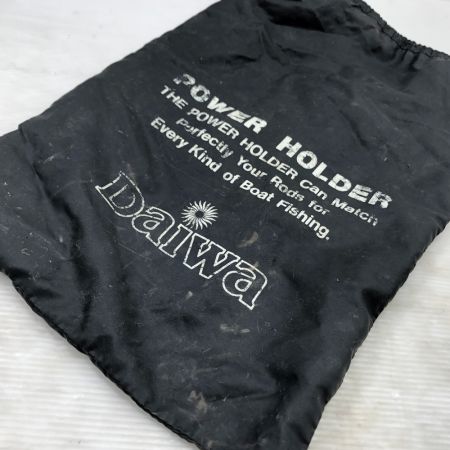 POWER HOLDER
THE POWER HOLDER Can Match
Perfectly Your Rods for
Every Kind of Boat Fishing.
Daiwa